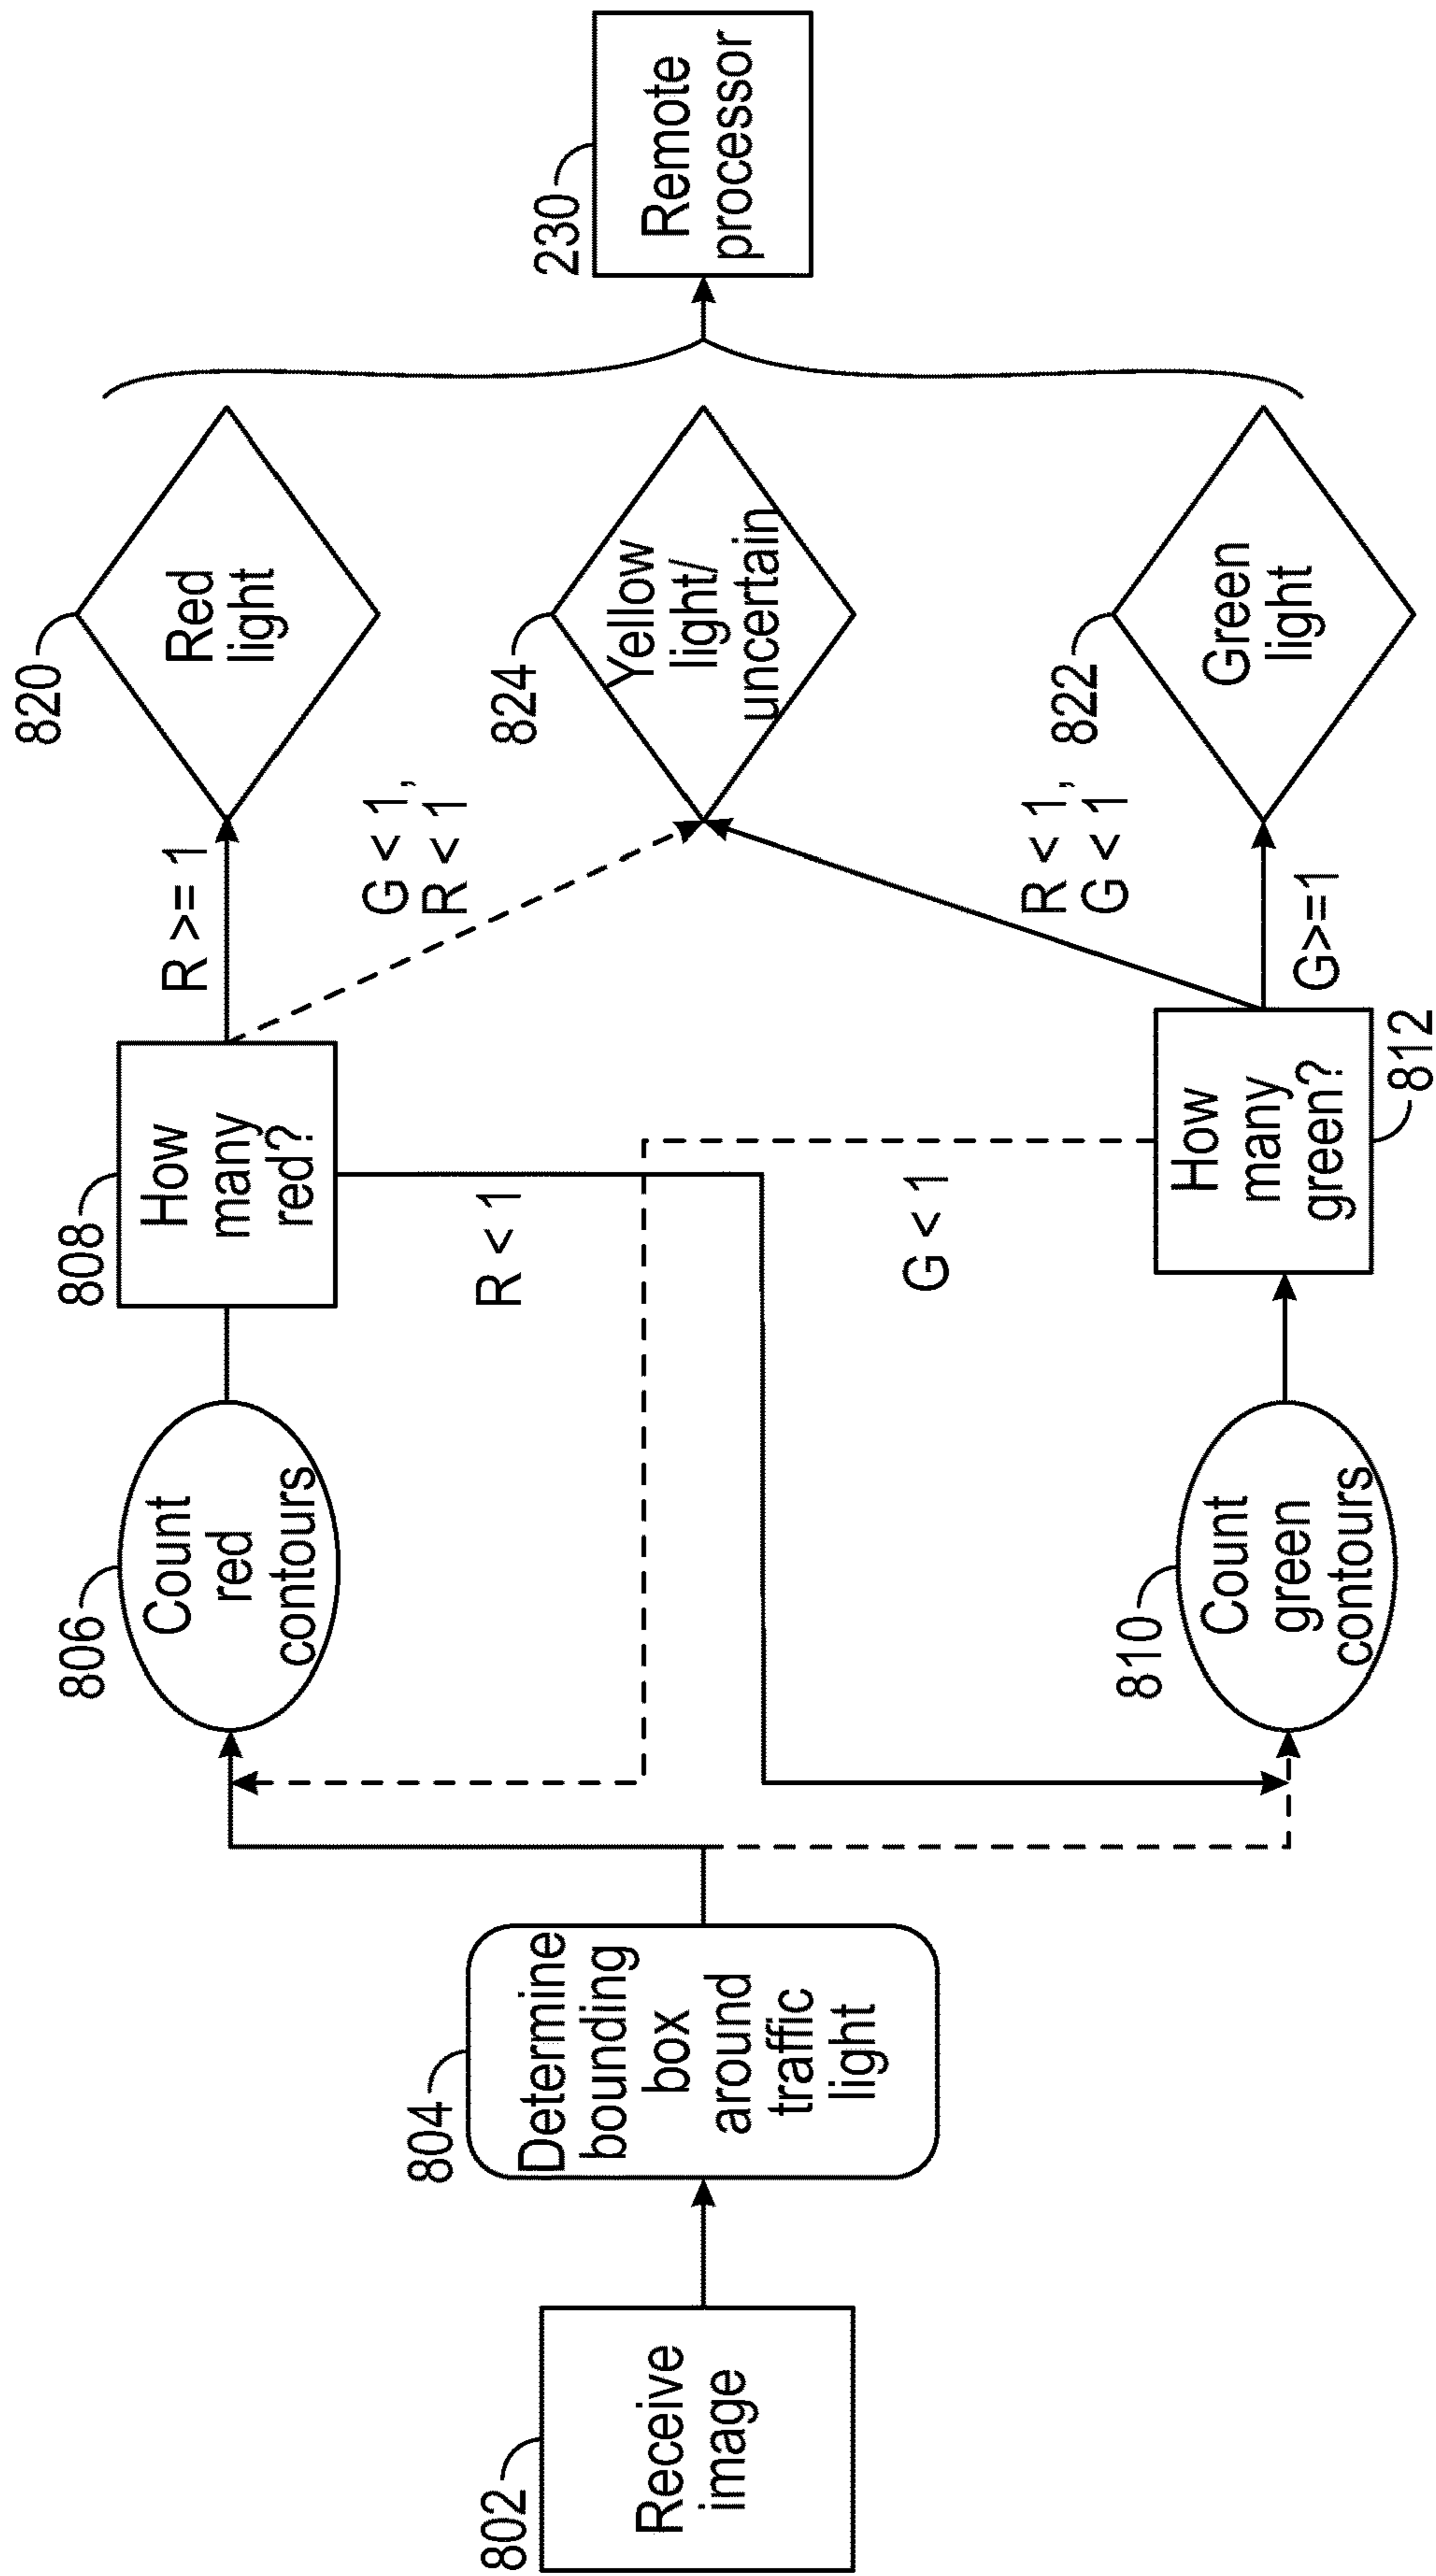 802
Receive
image
804
Determine
bounding
box
around
traffic
light
806
Count
red
contours
808
How
many
red?
R >= 1
G < 1,
R < 1
R < 1
810
Count
green
contours
812
How
many
green?
G < 1
R < 1,
G < 1
G>=1
820
Red
light
824
Yellow
light/
uncertain
822
Green
light
230
Remote
processor